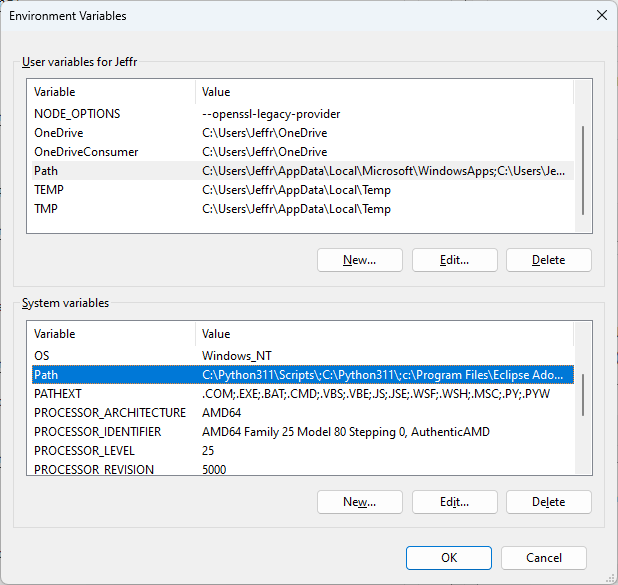 Environment Variables
User variables for Jeffr
Variable Value
NODE_OPTIONS --openssl-legacy-provider
OneDrive C:\Users\Jeffr\OneDrive
OneDriveConsumer C:\Users\Jeffr\OneDrive
Path C:\Users\Jeffr\AppData\Local\Microsoft\WindowsApps;C:\Users\Je...
TEMP C:\Users\Jeffr\AppData\Local\Temp
TMP C:\Users\Jeffr\AppData\Local\Temp
New... Edit... Delete
System variables
Variable Value
OS Windows_NT
Path C:\Python311\Scripts\;C:\Python311\;c:\Program Files\Eclipse Ado...
PATHEXT .COM;.EXE;.BAT;.CMD;.VBS;.VBE;.JS;.JSE;.WSF;.WSH;.MSC;.PY;.PYW
PROCESSOR_ARCHITECTURE AMD64
PROCESSOR_IDENTIFIER AMD64 Family 25 Model 80 Stepping 0, AuthenticAMD
PROCESSOR_LEVEL 25
PROCESSOR_REVISION 5000
New... Edit... Delete
OK Cancel